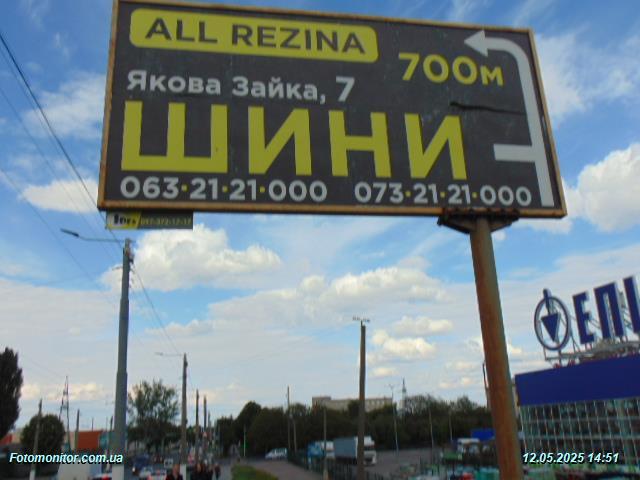 ALL REZINA
700м
Якова Зайка, 7
ШИНИ
063·21·21·000 073·21·21·000
ЕПІ
Fotomonitor.com.ua
12.05.2025 14:51